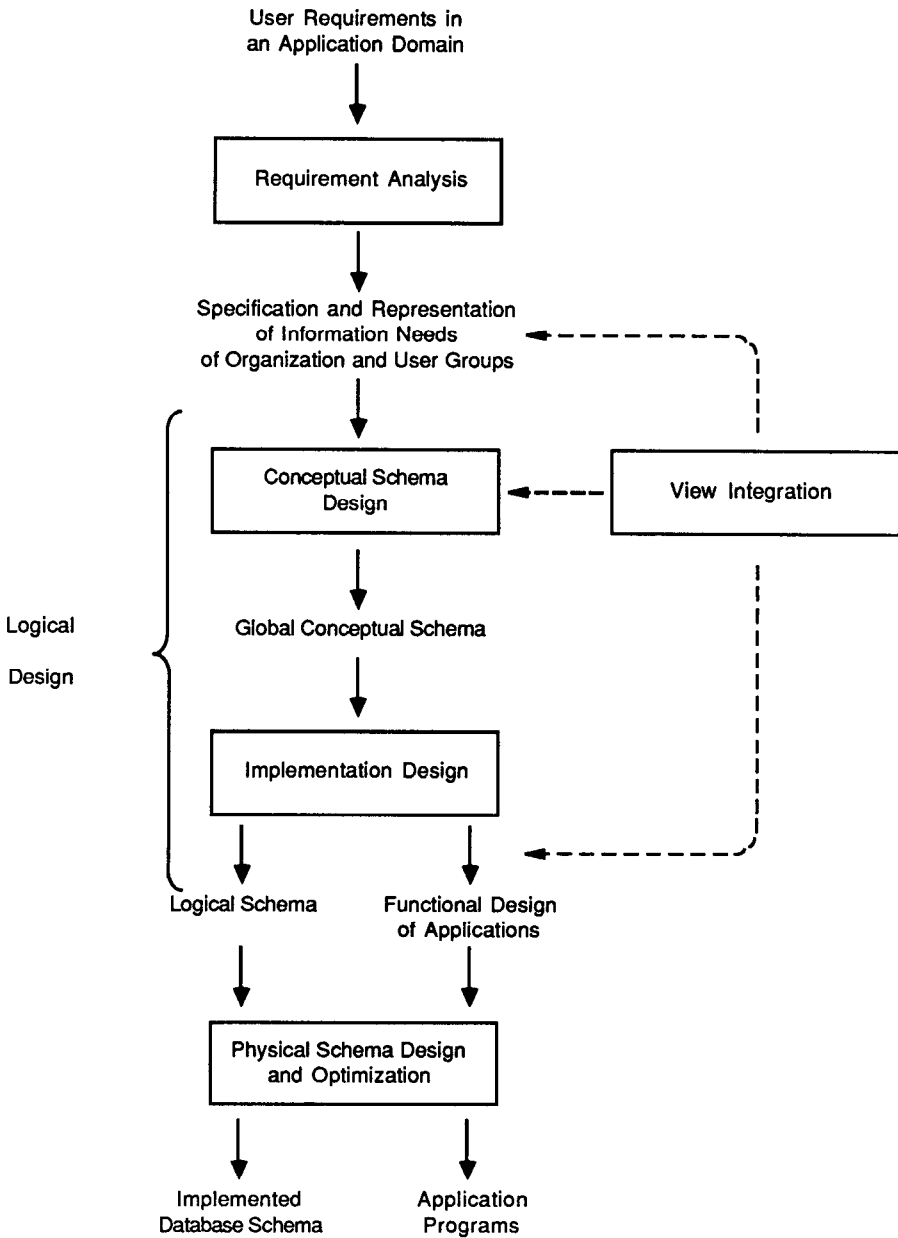 User Requirements in
an Application Domain
Requirement Analysis
Specification and Representation
of Information Needs
of Organization and User Groups
Conceptual Schema
Design
View Integration
Global Conceptual Schema
Logical
Design
Implementation Design
Logical Schema
Functional Design
of Applications
Physical Schema Design
and Optimization
Implemented
Database Schema
Application
Programs